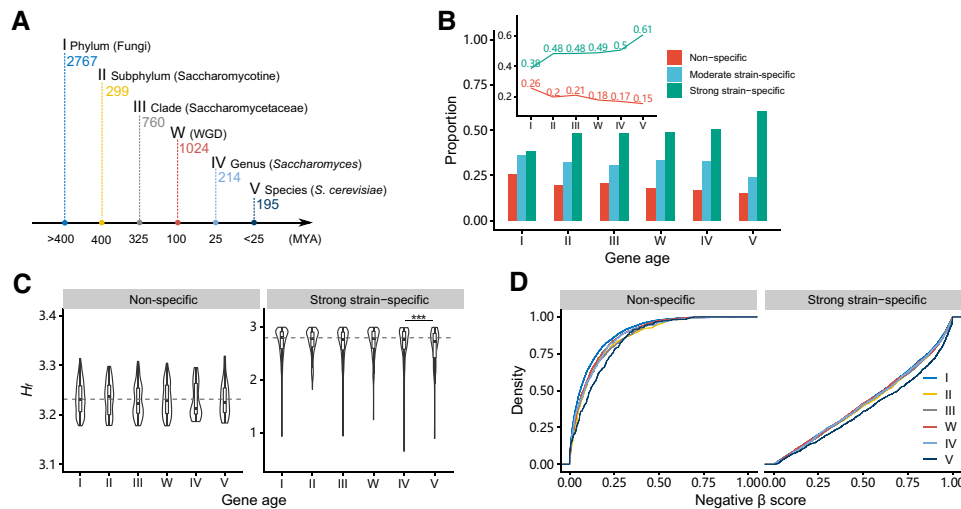 A
I Phylum (Fungi)
2767
II Subphylum (Saccharomycotine)
299
III Clade (Saccharomycetaceae)
760
W (WGD)
1024
IV Genus (Saccharomyces)
214
V Species (S. cerevisiae)
195
>400 400 325 100 25 <25 (MYA)
B
Proportion
1.00
0.75
0.50
0.25
0.00
I II III W IV V
Gene age
0.6
0.4
0.2
0.38 0.48 0.48 0.49 0.5 0.61
0.26 0.2 0.21 0.18 0.17 0.15
I II III W IV V
Non-specific
Moderate strain-specific
Strong strain-specific
C
Non-specific
Strong strain-specific
Hf
3.4
3.3
3.2
3.1
3
2
1
***
I II III W IV V
I II III W IV V
Gene age
D
Non-specific
Strong strain-specific
Density
1.00
0.75
0.50
0.25
0.00
0.00 0.25 0.50 0.75 1.00
0.00 0.25 0.50 0.75 1.00
Negative β score
I
II
III
W
IV
V